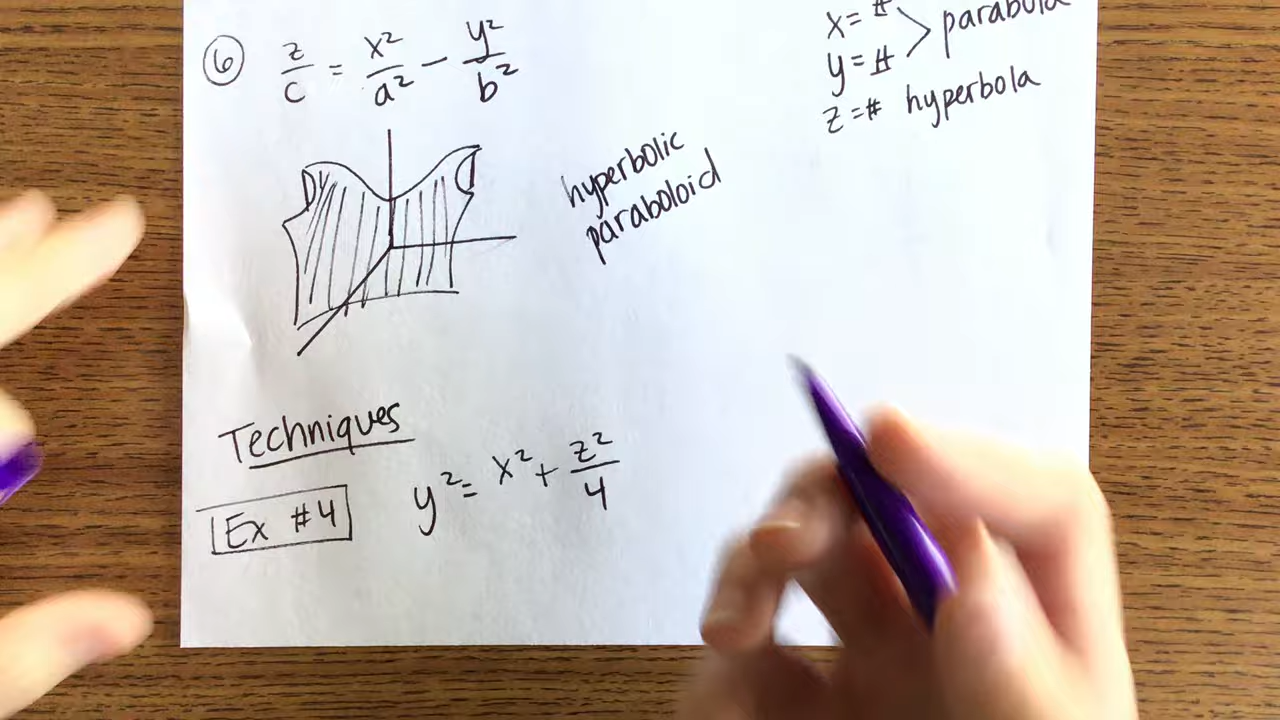 ⑥ z/c = x²/a² − y²/b²
x = #
y = # > parabola
z = # hyperbola
hyperbolic
paraboloid
Techniques
Ex #4 y² = x² + z²/4